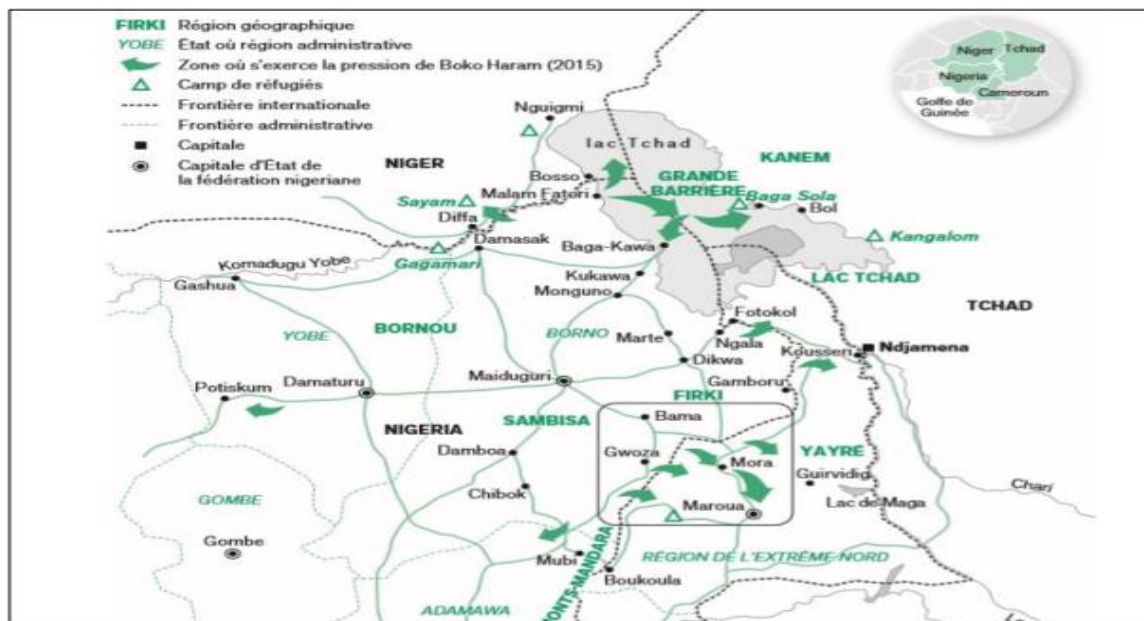 FIRKI Région géographique
YOBE État où région administrative
Zone où s'exerce la pression de Boko Haram (2015)
Camp de réfugiés
Frontière internationale
Frontière administrative
Capitale
Capitale d'État de
la fédération nigeriane
Niger
Tchad
Nigeria
Cameroun
Golfe de
Guinée
Nguigmi
lac Tchad
NIGER
KANEM
Bosso
GRANDE
BARRIÈRE
Malam Fatori
Baga Sola
Sayam
Bol
Diffa
Damasak
Baga-Kawa
Kangalom
Gagamari
Komadugu Yobe
Kukawa
LAC TCHAD
Gashua
Monguno
TCHAD
Fotokol
YOBE
BORNOU
BORNO
Marte
Ngala
Kousseri
Ndjamena
Dikwa
Maiduguri
Potiskum
Damaturu
Gamboru
FIRKI
SAMBISA
Bama
NIGERIA
Damboa
Gwoza
YAYRÉ
Mora
Guirvidig
Chibok
Chari
GOMBE
Maroua
Lac de Maga
Gombe
Mubi
RÉGION DE L'EXTRÊME-NORD
Boukoula
ADAMAWA
MONTS-MANDARA